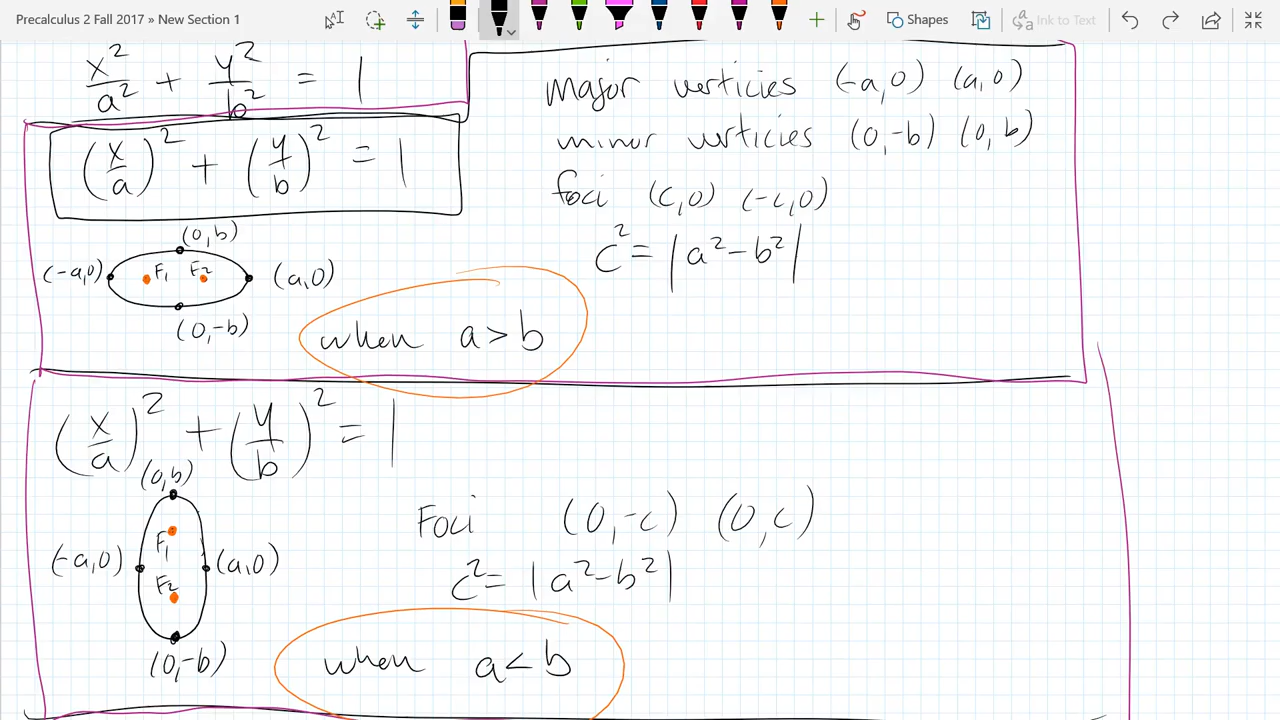 Precalculus 2 Fall 2017 » New Section 1
Shapes
Ink to Text
x²/a² + y²/b² = 1
(x/a)² + (y/b)² = 1
(0,b)
(-a,0) F₁ F2 (a,0)
(0,-b)
when a > b
Major verticies (-a,0) (a,0)
minor verticies (0,-b) (0,b)
foci (c,0) (-c,0)
c² = |a² - b²|
(x/a)² + (y/b)² = 1
(0,b)
F₁
(-a,0) (a,0)
F2
(0,-b)
Foci (0,-c) (0,c)
c² = |a² - b²|
when a < b